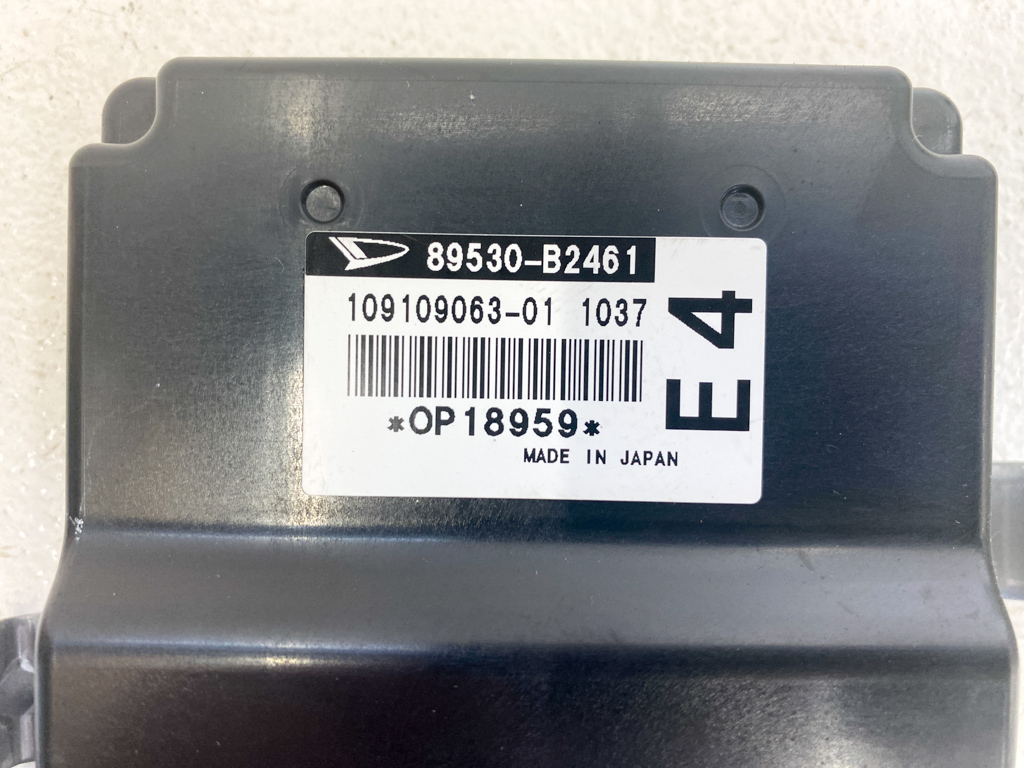 89530-B2461
109109063-01 1037
*OP18959*
MADE IN JAPAN
E4